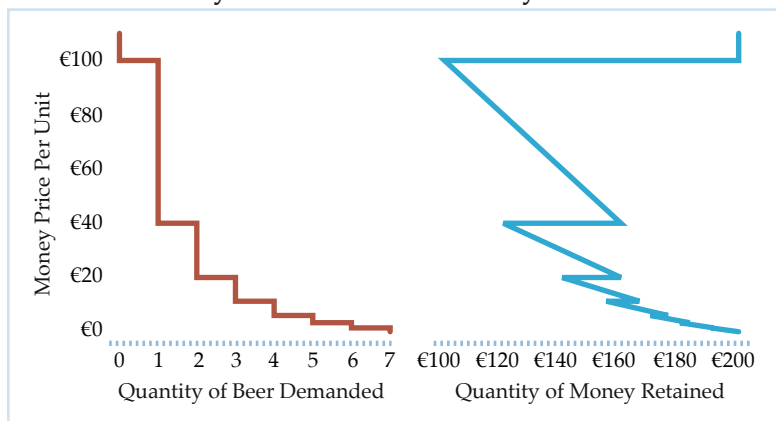 Money Price Per Unit
€100
€80
€60
€40
€20
€0
0 1 2 3 4 5 6 7
Quantity of Beer Demanded
€100 €120 €140 €160 €180 €200
Quantity of Money Retained